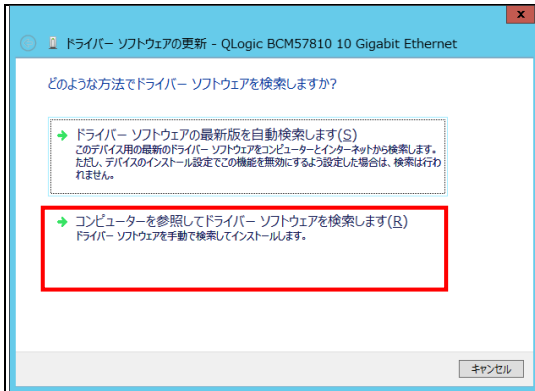 x
ドライバー ソフトウェアの更新 - QLogic BCM57810 10 Gigabit Ethernet
どのような方法でドライバー ソフトウェアを検索しますか?
ドライバー ソフトウェアの最新版を自動検索します(S)
このデバイス用の最新のドライバー ソフトウェアをコンピューターとインターネットから検索します。
ただし、デバイスのインストール設定でこの機能を無効にするよう設定した場合は、検索は行わ
れません。
コンピューターを参照してドライバー ソフトウェアを検索します(R)
ドライバー ソフトウェアを手動で検索してインストールします。
キャンセル